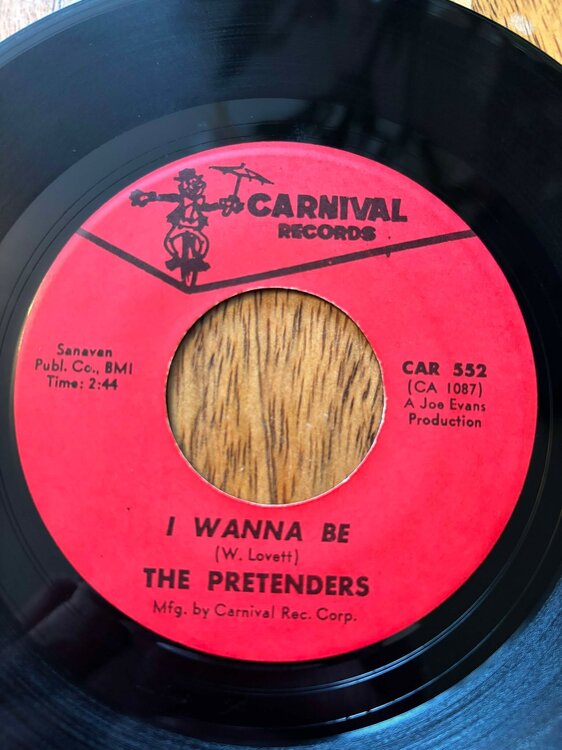 CARNIVAL
RECORDS
Sanavan
Publ. Co., BMI
Time: 2:44
CAR 552
(CA 1087)
A Joe Evans
Production
I WANNA BE
(W. Lovett)
THE PRETENDERS
Mfg. by Carnival Rec. Corp.